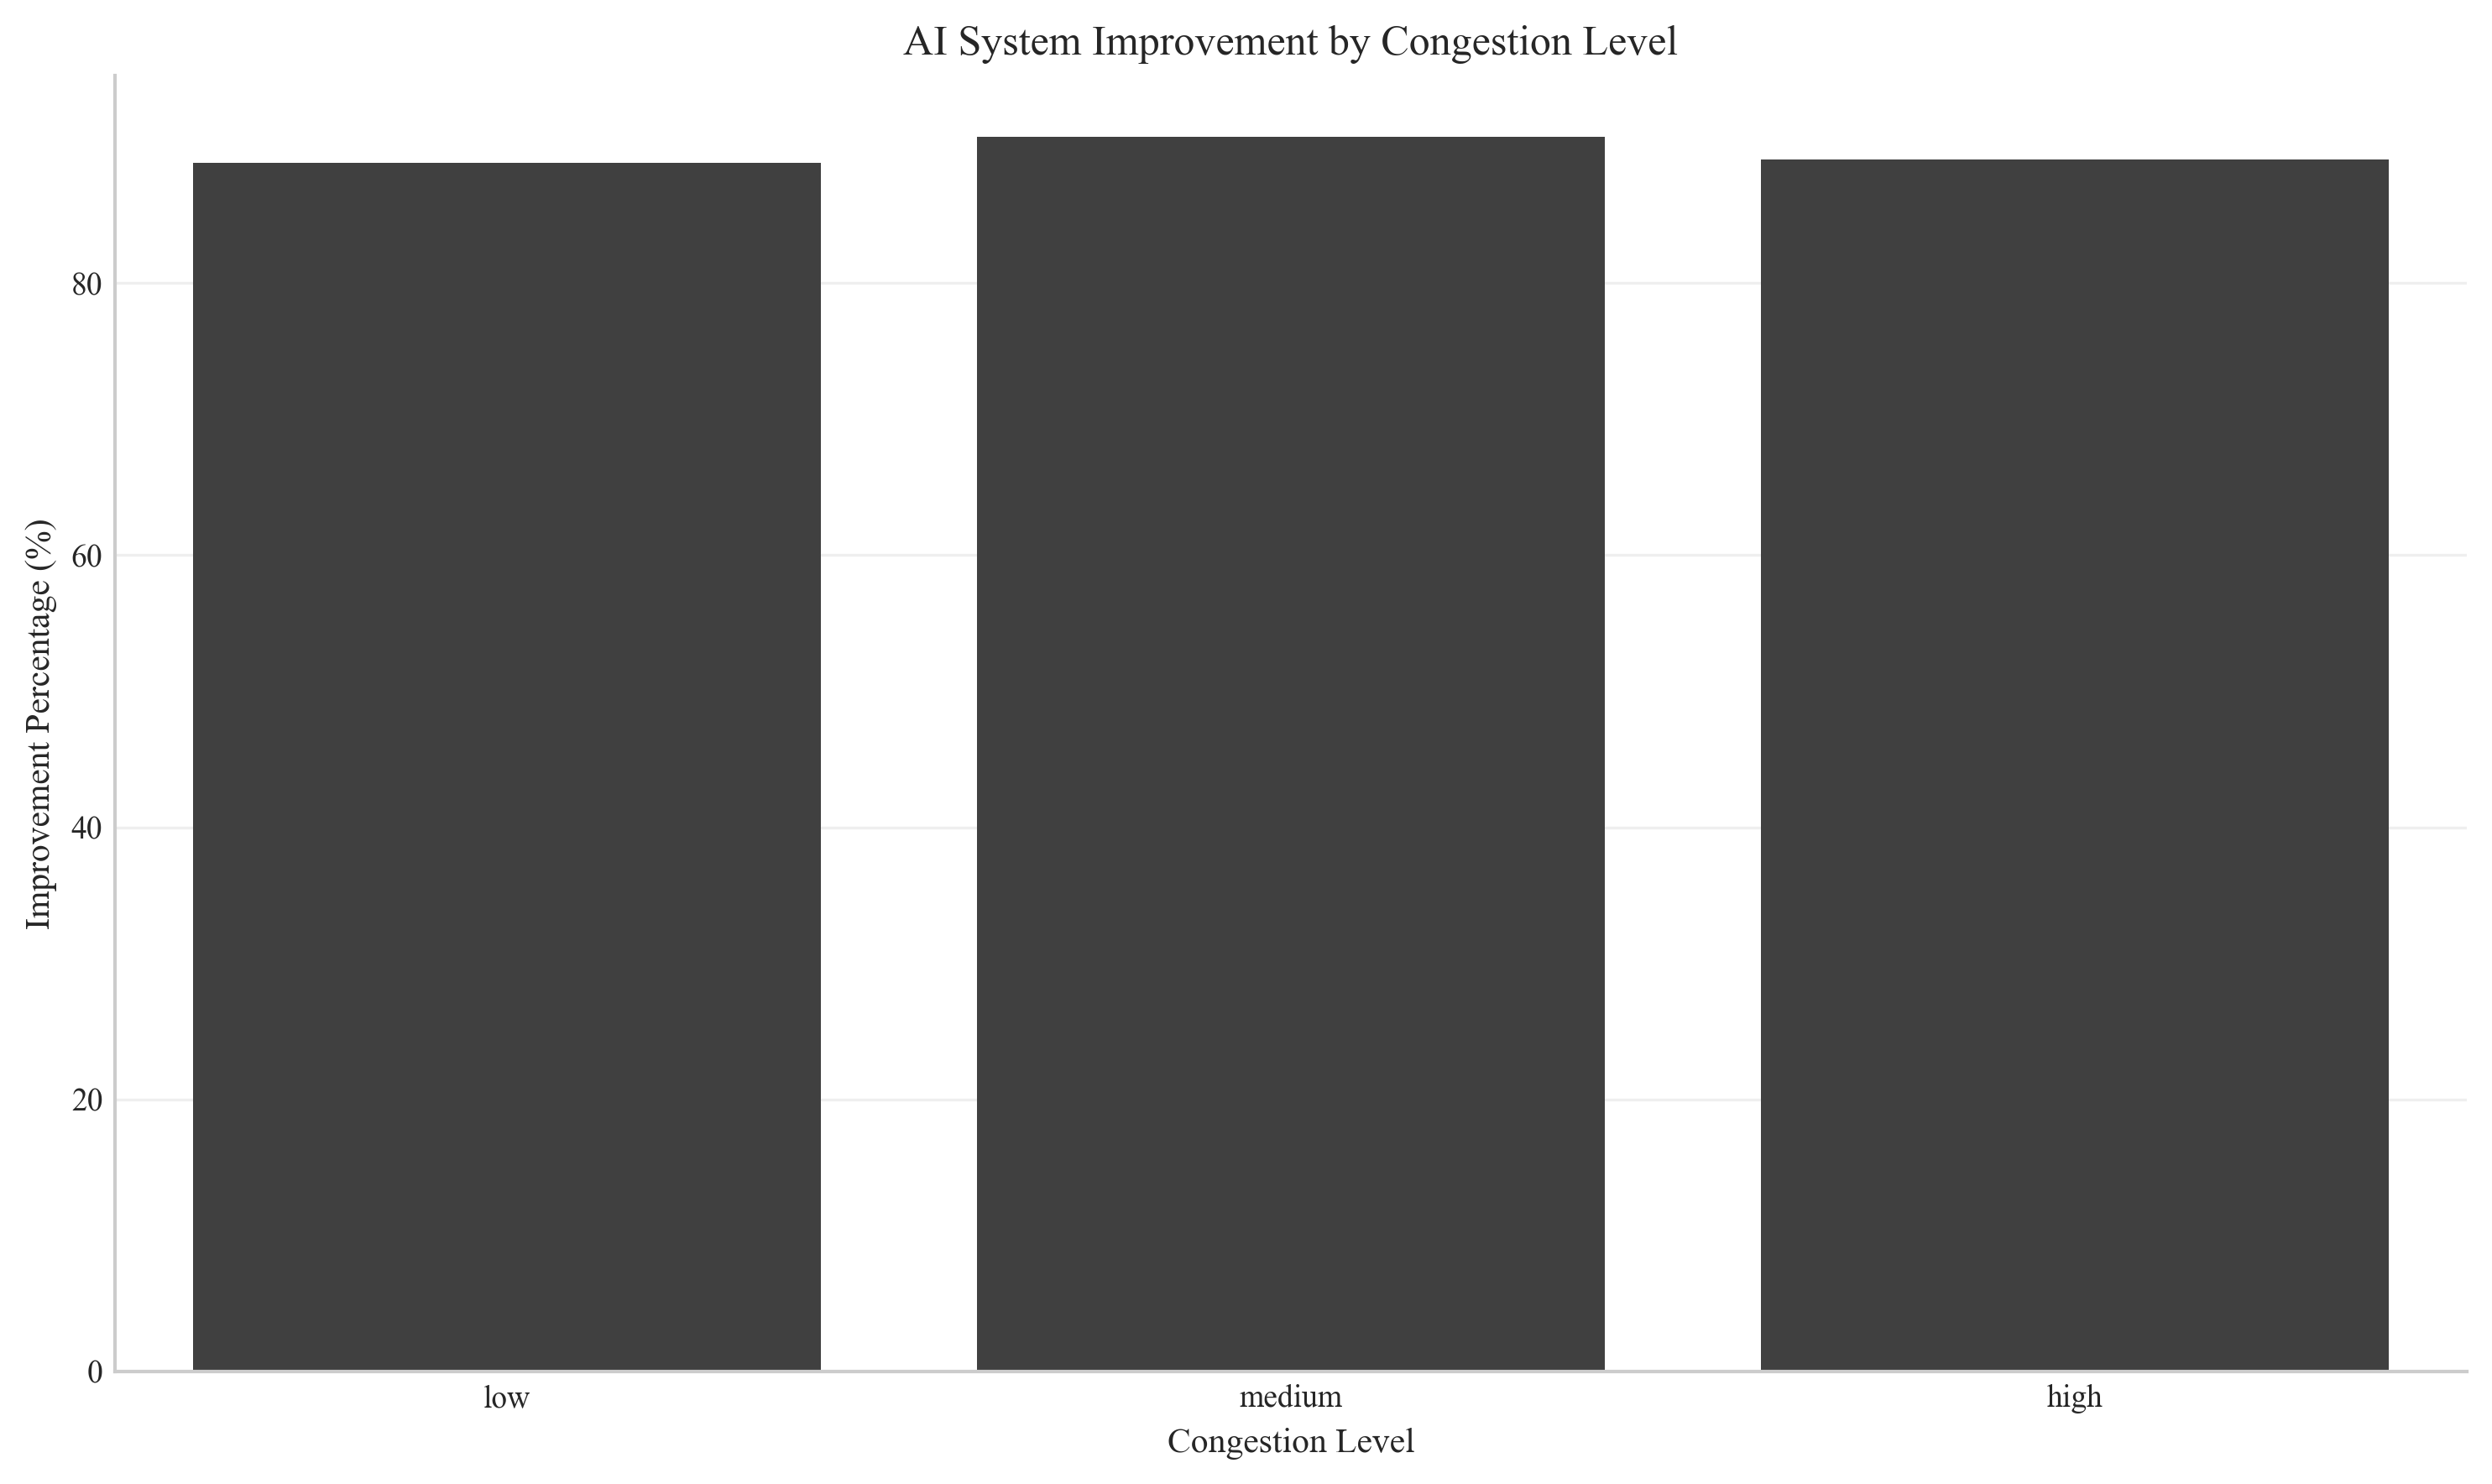 AI System Improvement by Congestion Level
Improvement Percentage (%)
80
60
40
20
0
low
medium
high
Congestion Level